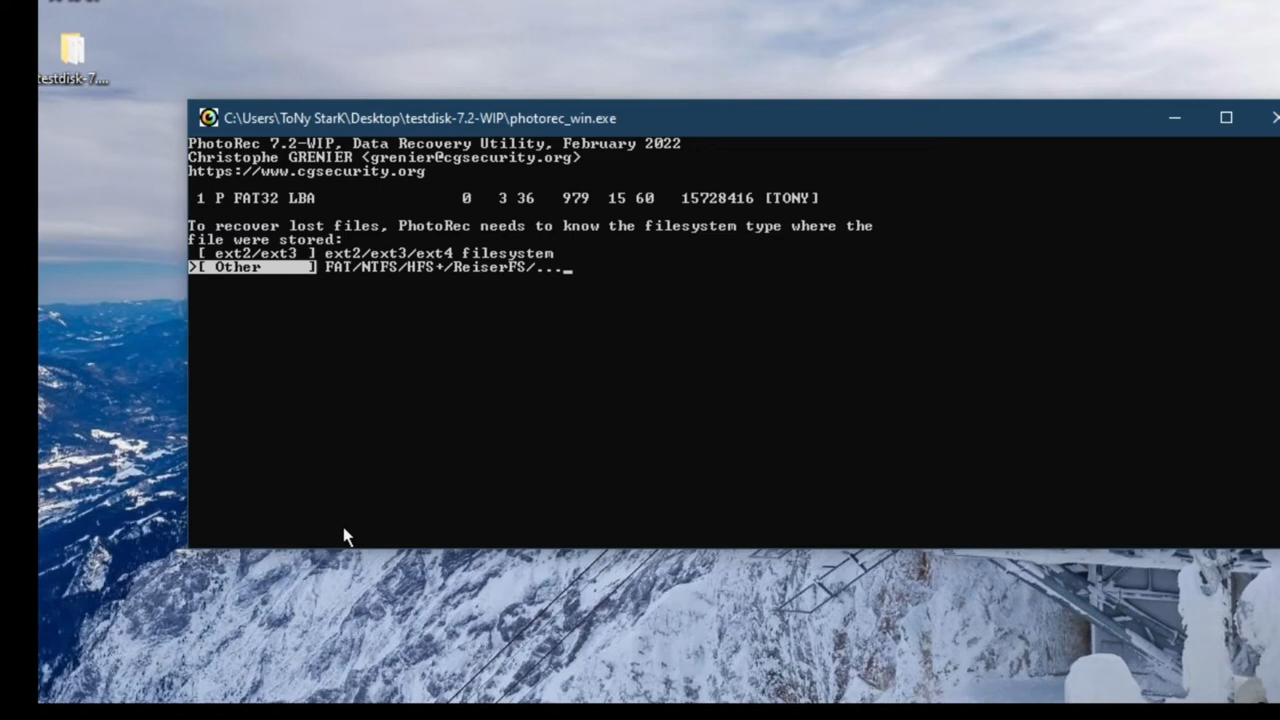 testdisk-7....
C:\Users\ToNy StarK\Desktop\testdisk-7.2-WIP\photorec_win.exe
PhotoRec 7.2-WIP, Data Recovery Utility, February 2022
Christophe GRENIER <grenier@cgsecurity.org>
https://www.cgsecurity.org
1 P FAT32 LBA 0 3 36 979 15 60 15728416 [TONY]
To recover lost files, PhotoRec needs to know the filesystem type where the
file were stored:
[ ext2/ext3 ] ext2/ext3/ext4 filesystem
>[ Other ] FAT/NTFS/HFS+/ReiserFS/..._